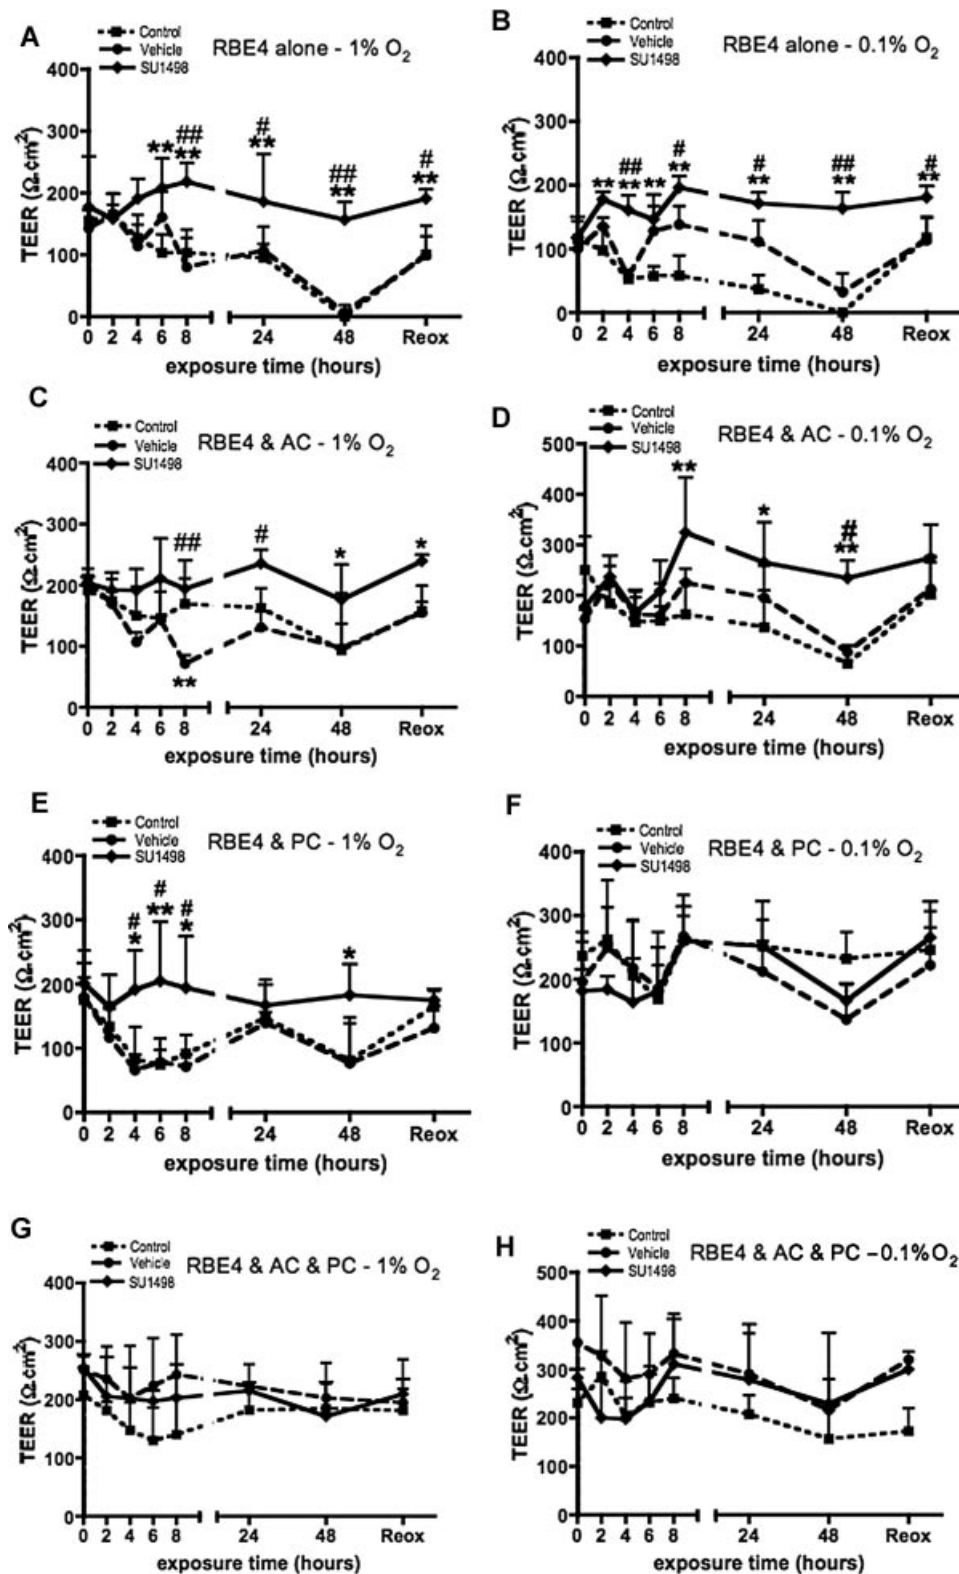 A
Control
Vehicle
SU1498
RBE4 alone - 1% O2
400
300
200
100
0
TEER (Ω.cm²)
** ## ** # ** ## ** # **
0 2 4 6 8 24 48 Reox
exposure time (hours)
B
Control
Vehicle
SU1498
RBE4 alone - 0.1% O2
400
300
200
100
0
TEER (Ω.cm²)
** ## ** ** # ** # ** ## ** # **
0 2 4 6 8 24 48 Reox
exposure time (hours)
C
Control
Vehicle
SU1498
RBE4 & AC - 1% O2
400
300
200
100
0
TEER (Ω.cm²)
## # * *
**
0 2 4 6 8 24 48 Reox
exposure time (hours)
D
Control
Vehicle
SU1498
RBE4 & AC - 0.1% O2
500
400
300
200
100
0
TEER (Ω.cm²)
** * # **
0 2 4 6 8 24 48 Reox
exposure time (hours)
E
Control
Vehicle
SU1498
RBE4 & PC - 1% O2
400
300
200
100
0
TEER (Ω.cm²)
# * # ** # * *
0 2 4 6 8 24 48 Reox
exposure time (hours)
F
Control
Vehicle
SU1498
RBE4 & PC - 0.1% O2
400
300
200
100
0
TEER (Ω.cm²)
0 2 4 6 8 24 48 Reox
exposure time (hours)
G
Control
Vehicle
SU1498
RBE4 & AC & PC - 1% O2
400
300
200
100
0
TEER (Ω.cm²)
0 2 4 6 8 24 48 Reox
exposure time (hours)
H
Control
Vehicle
SU1498
RBE4 & AC & PC – 0.1% O2
500
400
300
200
100
0
TEER (Ω.cm²)
0 2 4 6 8 24 48 Reox
exposure time (hours)